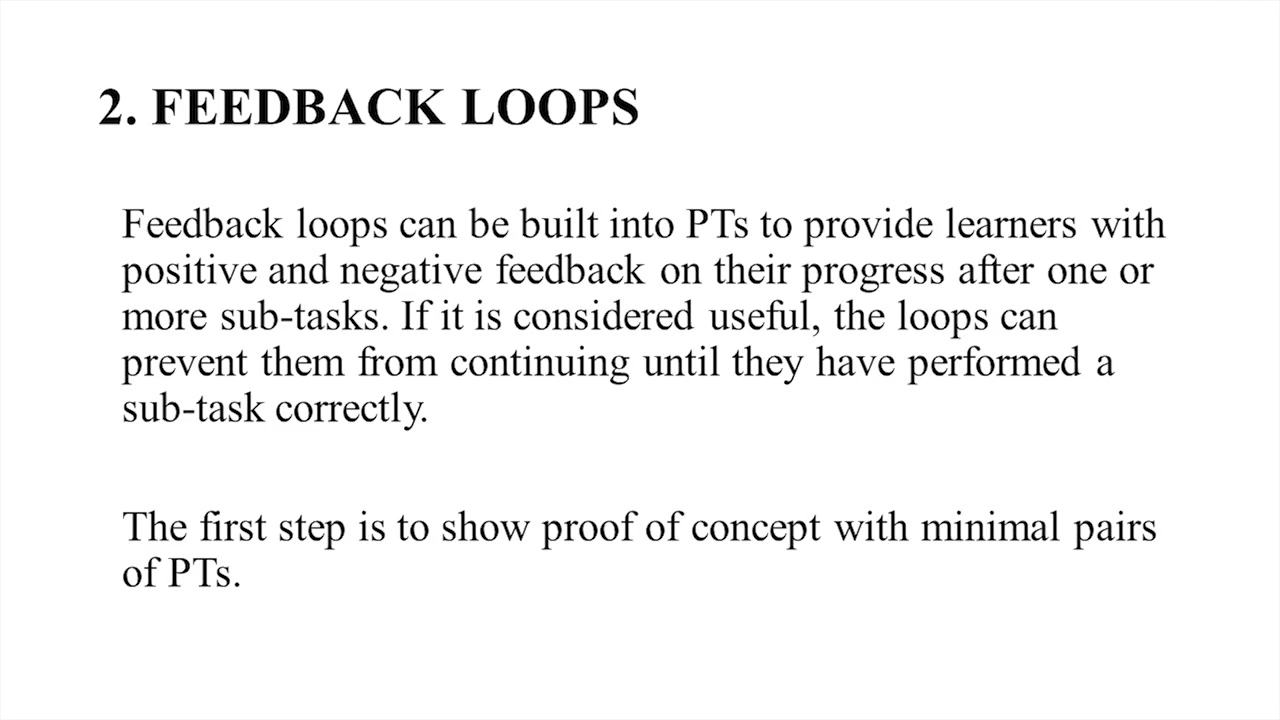 2. FEEDBACK LOOPS
Feedback loops can be built into PTs to provide learners with
positive and negative feedback on their progress after one or
more sub-tasks. If it is considered useful, the loops can
prevent them from continuing until they have performed a
sub-task correctly.
The first step is to show proof of concept with minimal pairs
of PTs.